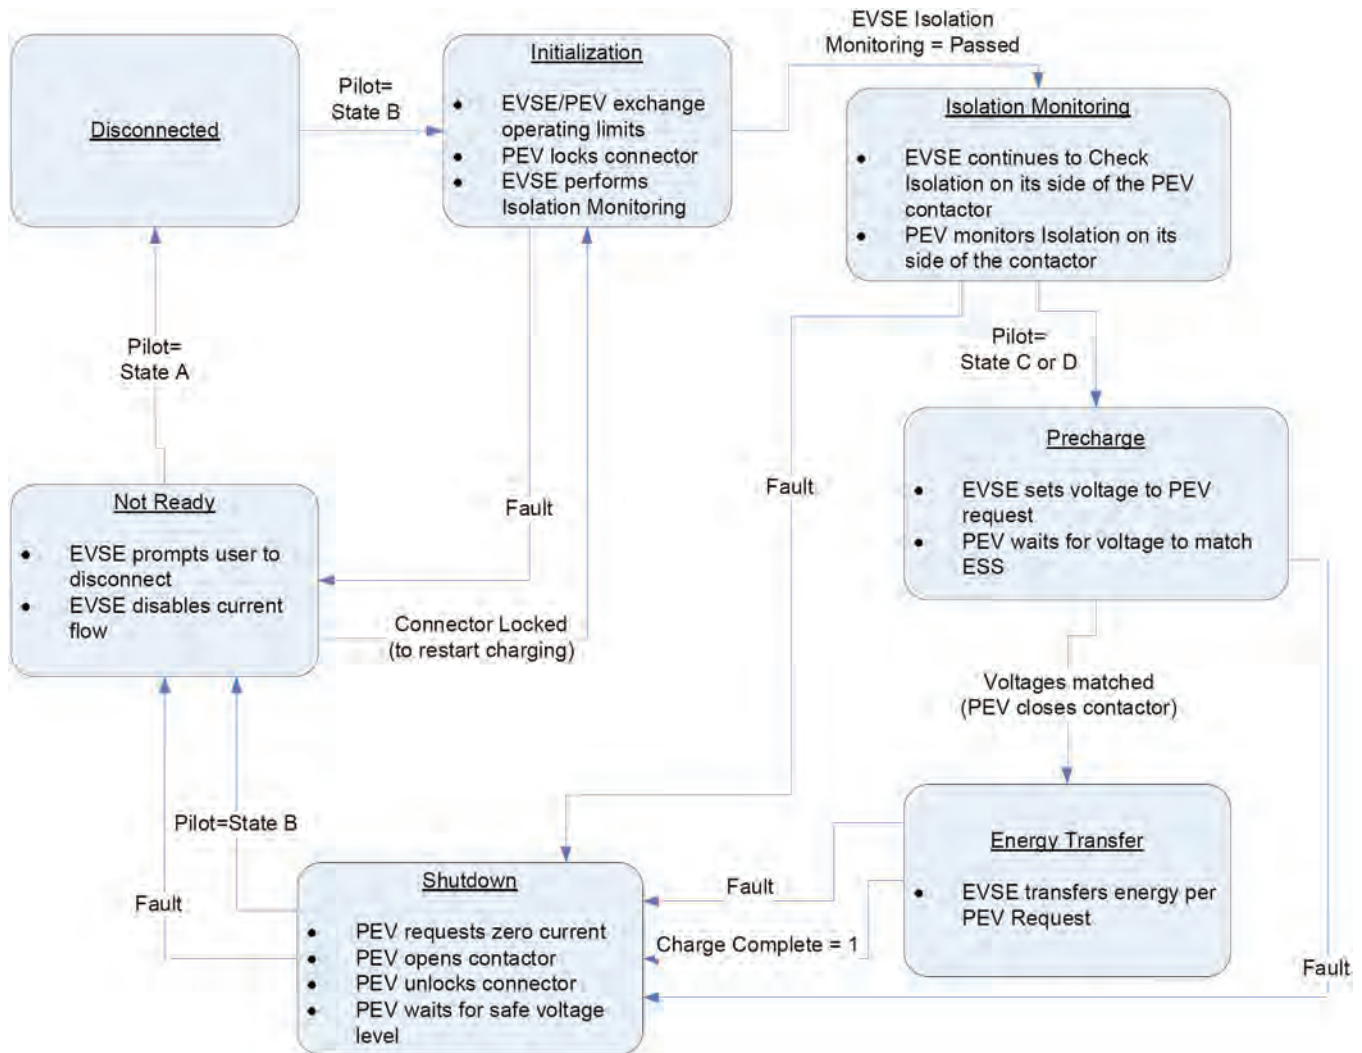 Disconnected
Pilot=
State B
Initialization
• EVSE/PEV exchange
operating limits
• PEV locks connector
• EVSE performs
Isolation Monitoring
EVSE Isolation
Monitoring = Passed
Isolation Monitoring
• EVSE continues to Check
Isolation on its side of the PEV
contactor
• PEV monitors Isolation on its
side of the contactor
Pilot=
State A
Pilot=
State C or D
Precharge
• EVSE sets voltage to PEV
request
• PEV waits for voltage to match
ESS
Fault
Fault
Not Ready
• EVSE prompts user to
disconnect
• EVSE disables current
flow
Connector Locked
(to restart charging)
Voltages matched
(PEV closes contactor)
Energy Transfer
• EVSE transfers energy per
PEV Request
Pilot=State B
Fault
Shutdown
• PEV requests zero current
• PEV opens contactor
• PEV unlocks connector
• PEV waits for safe voltage
level
Fault
Charge Complete = 1
Fault